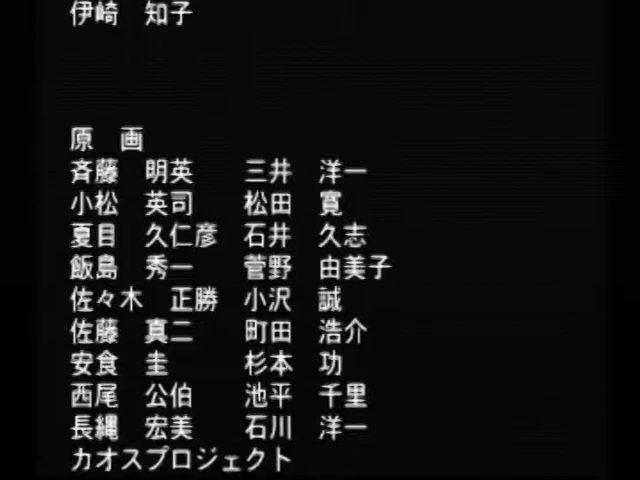 伊崎　知子
原　画
斉藤　明英　　三井　洋一
小松　英司　　松田　寛
夏目　久仁彦　石井　久志
飯島　秀一　　菅野　由美子
佐々木　正勝　小沢　誠
佐藤　真二　　町田　浩介
安食　圭　　　杉本　功
西尾　公伯　　池平　千里
長縄　宏美　　石川　洋一
カオスプロジェクト